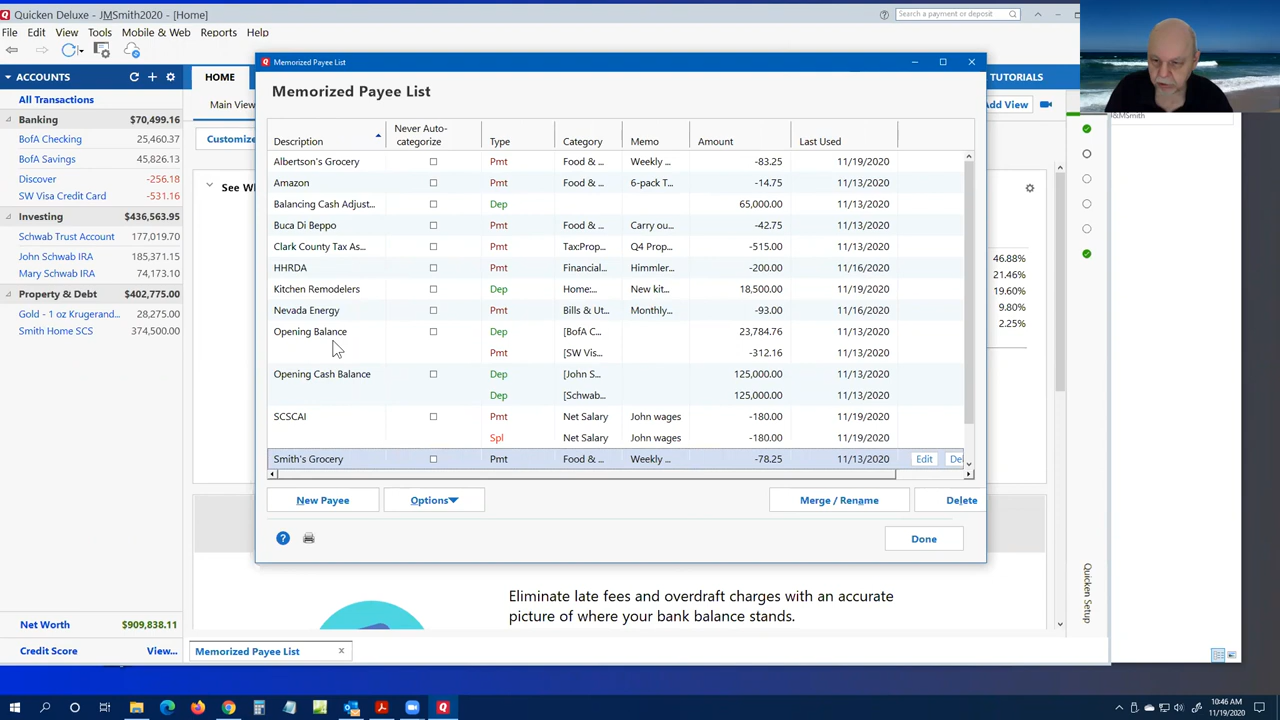 Quicken Deluxe - JMSmith2020 - [Home]
Search a payment or deposit
File Edit View Tools Mobile & Web Reports Help
ACCOUNTS
HOME
TUTORIALS
All Transactions
Main View
Add View
Banking $70,499.16
BofA Checking 25,460.37
BofA Savings 45,826.13
Discover -256.18
SW Visa Credit Card -531.16
Investing $436,563.95
Schwab Trust Account 177,019.70
John Schwab IRA 185,371.15
Mary Schwab IRA 74,173.10
Property & Debt $402,775.00
Gold - 1 oz Krugerand... 28,275.00
Smith Home SCS 374,500.00
Net Worth $909,838.11
Credit Score View...
Customize
See
Memorized Payee List
Memorized Payee List
Description Never Auto-categorize Type Category Memo Amount Last Used
Albertson's Grocery Pmt Food & ... Weekly ... -83.25 11/19/2020
Amazon Pmt Food & ... 6-pack T... -14.75 11/13/2020
Balancing Cash Adjust... Dep 65,000.00 11/13/2020
Buca Di Beppo Pmt Food & ... Carry ou... -42.75 11/13/2020
Clark County Tax As... Pmt TaxProp... Q4 Prop... -515.00 11/13/2020
HHRDA Pmt Financial... Himmler... -200.00 11/16/2020
Kitchen Remodelers Dep Home:... New kit... 18,500.00 11/19/2020
Nevada Energy Pmt Bills & Ut... Monthly... -93.00 11/16/2020
Opening Balance Dep [BofA C... 23,784.76 11/13/2020
Pmt [SW Vis... -312.16 11/13/2020
Opening Cash Balance Dep [John S... 125,000.00 11/13/2020
Dep [Schwab... 125,000.00 11/13/2020
SCSCAI Pmt Net Salary John wages -180.00 11/19/2020
Spl Net Salary John wages -180.00 11/19/2020
Smith's Grocery Pmt Food & ... Weekly ... -78.25 11/13/2020 Edit Del
New Payee Options Merge / Rename Delete
Done
46.88%
21.46%
19.60%
9.80%
2.25%
Quicken Setup
Eliminate late fees and overdraft charges with an accurate
picture of where your bank balance stands.
Memorized Payee List
10:46 AM
11/19/2020